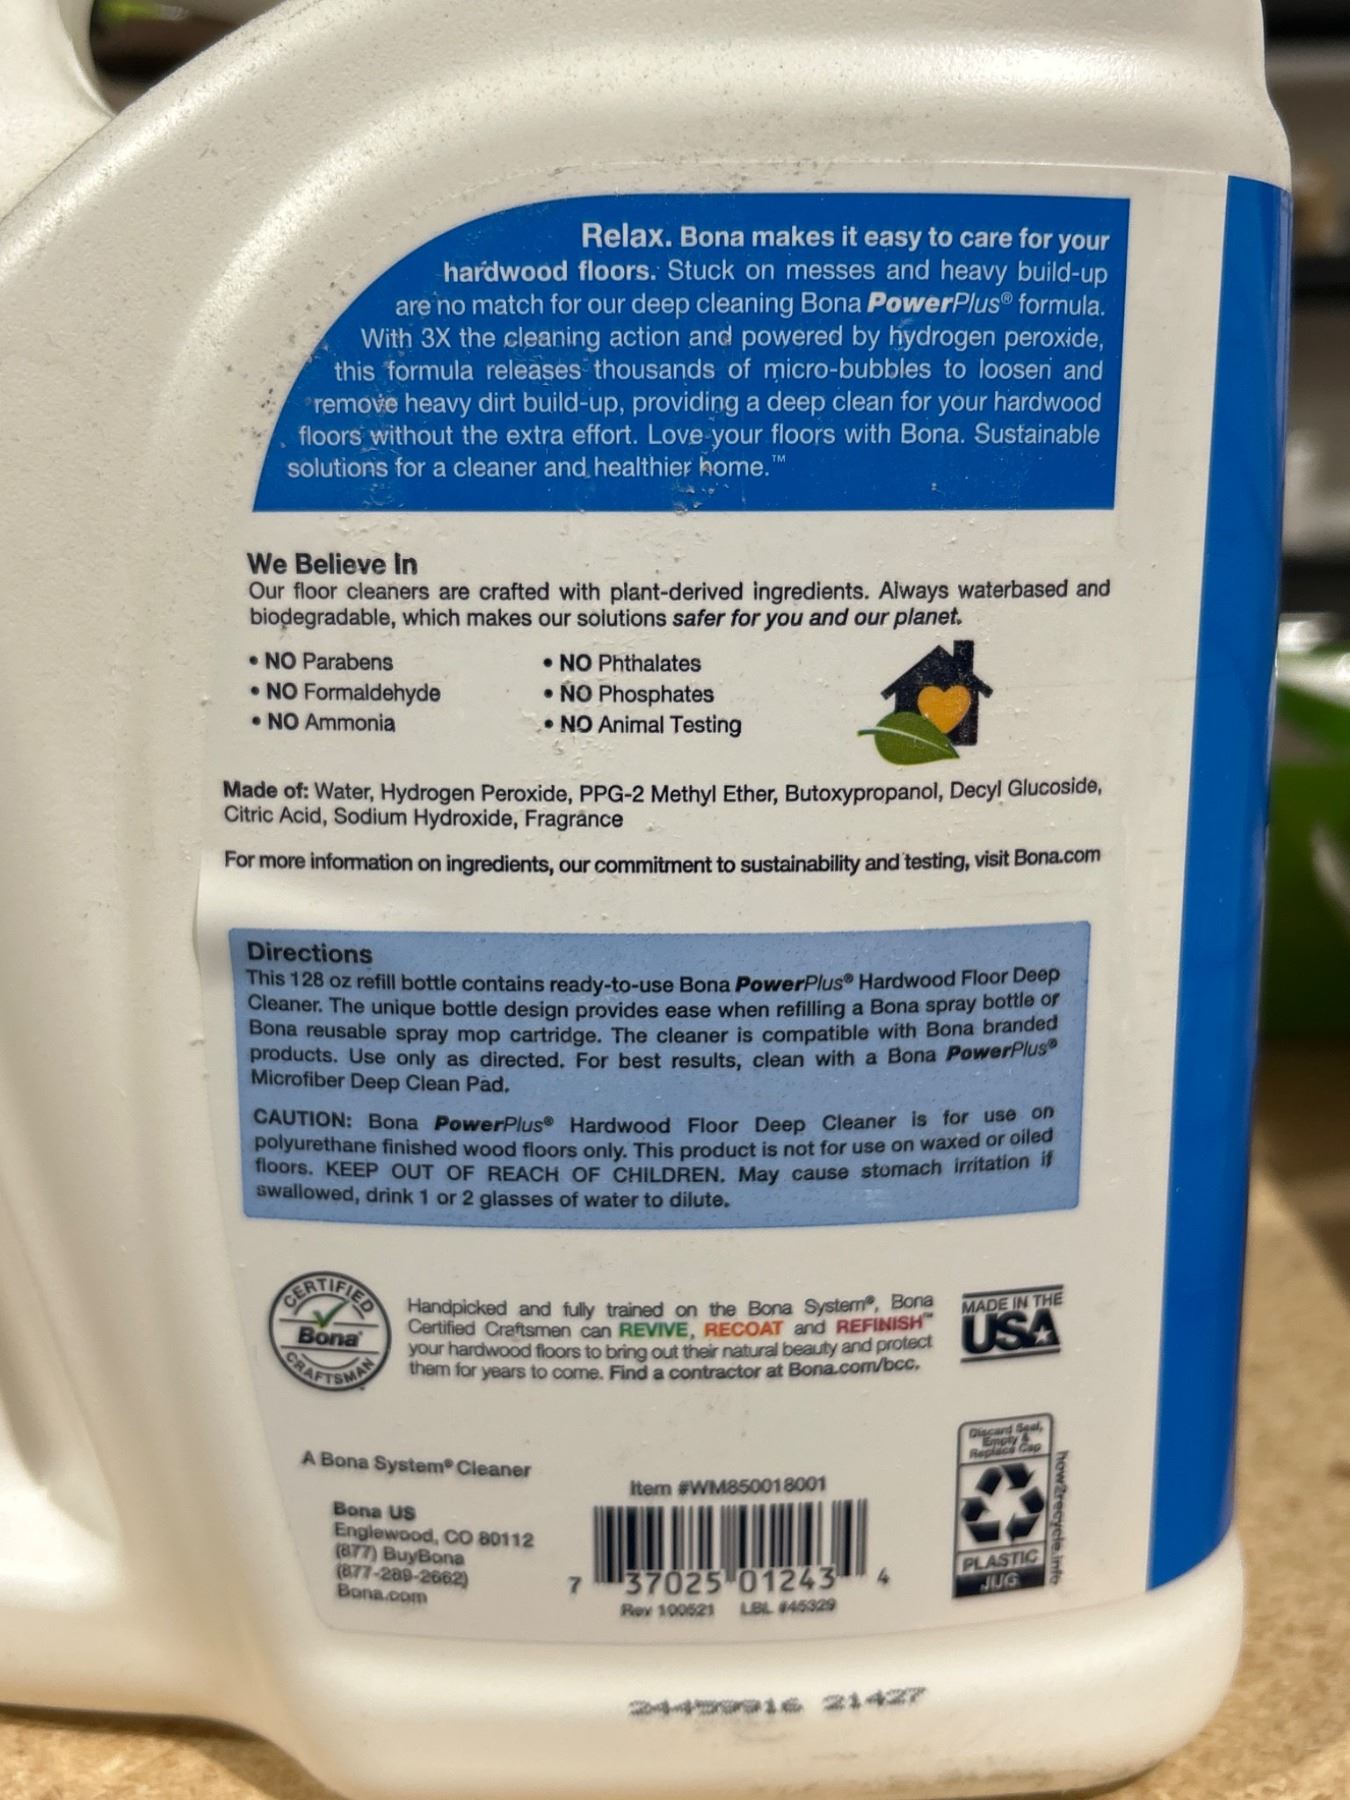 Relax. Bona makes it easy to care for your
hardwood floors. Stuck on messes and heavy build-up
are no match for our deep cleaning Bona PowerPlus® formula.
With 3X the cleaning action and powered by hydrogen peroxide,
this formula releases thousands of micro-bubbles to loosen and
remove heavy dirt build-up, providing a deep clean for your hardwood
floors without the extra effort. Love your floors with Bona. Sustainable
solutions for a cleaner and healthier home.™
We Believe In
Our floor cleaners are crafted with plant-derived ingredients. Always waterbased and
biodegradable, which makes our solutions safer for you and our planet.
• NO Parabens
• NO Formaldehyde
• NO Ammonia
• NO Phthalates
• NO Phosphates
• NO Animal Testing
Made of: Water, Hydrogen Peroxide, PPG-2 Methyl Ether, Butoxypropanol, Decyl Glucoside,
Citric Acid, Sodium Hydroxide, Fragrance
For more information on ingredients, our commitment to sustainability and testing, visit Bona.com
Directions
This 128 oz refill bottle contains ready-to-use Bona PowerPlus® Hardwood Floor Deep
Cleaner. The unique bottle design provides ease when refilling a Bona spray bottle or
Bona reusable spray mop cartridge. The cleaner is compatible with Bona branded
products. Use only as directed. For best results, clean with a Bona PowerPlus®
Microfiber Deep Clean Pad.
CAUTION: Bona PowerPlus® Hardwood Floor Deep Cleaner is for use on
polyurethane finished wood floors only. This product is not for use on waxed or oiled
floors. KEEP OUT OF REACH OF CHILDREN. May cause stomach irritation if
swallowed, drink 1 or 2 glasses of water to dilute.
CERTIFIED
Bona®
CRAFTSMAN
Handpicked and fully trained on the Bona System®, Bona
Certified Craftsmen can REVIVE, RECOAT and REFINISH™
your hardwood floors to bring out their natural beauty and protect
them for years to come. Find a contractor at Bona.com/bcc.
MADE IN THE
USA
A Bona System® Cleaner
Bona US
Englewood, CO 80112
(877) BuyBona
(877-289-2662)
Bona.com
Item #WM850018001
7 37025 01243 4
Rev 100521 LBL #45329
Discard Seal,
Empty &
Replace Cap
PLASTIC
JUG
how2recycle.info
21427